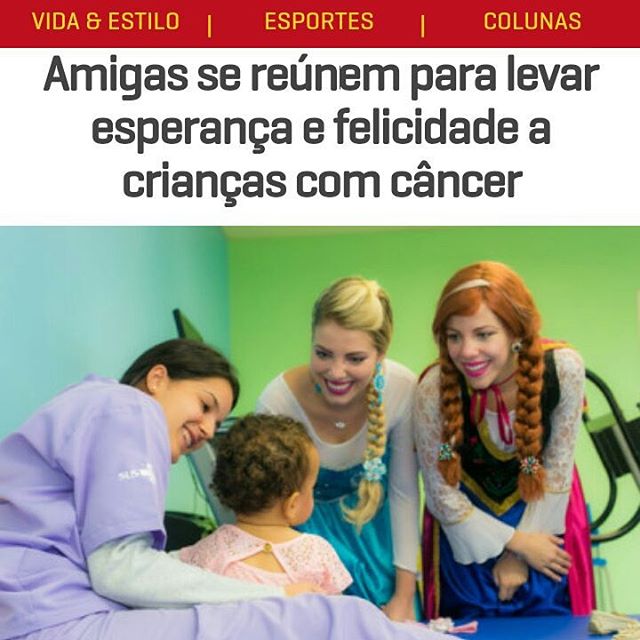 VIDA & ESTILO | ESPORTES | COLUNAS
Amigas se reúnem para levar
esperança e felicidade a
crianças com câncer